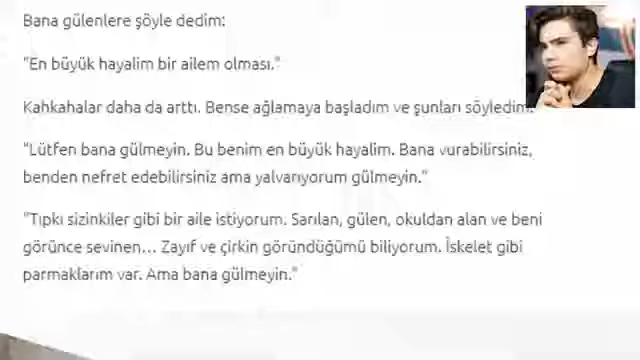 Bana gülenlere şöyle dedim:
"En büyük hayalim bir ailem olması."
Kahkahalar daha da arttı. Bense ağlamaya başladım ve şunları söyledim:
"Lütfen bana gülmeyin. Bu benim en büyük hayalim. Bana vurabilirsiniz,
benden nefret edebilirsiniz ama yalvarıyorum gülmeyin."
"Tıpkı sizinkiler gibi bir aile istiyorum. Sarılan, gülen, okuldan alan ve beni
görünce sevinen... Zayıf ve çirkin göründüğümü biliyorum. İskelet gibi
parmaklarım var. Ama bana gülmeyin."